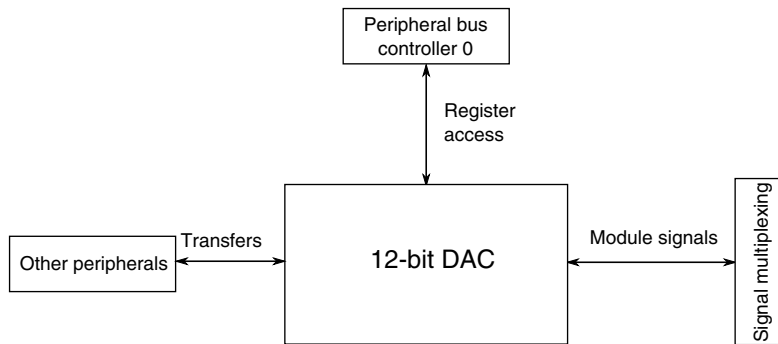 Peripheral bus
controller 0
Register
access
Transfers
Other peripherals
12-bit DAC
Module signals
Signal multiplexing